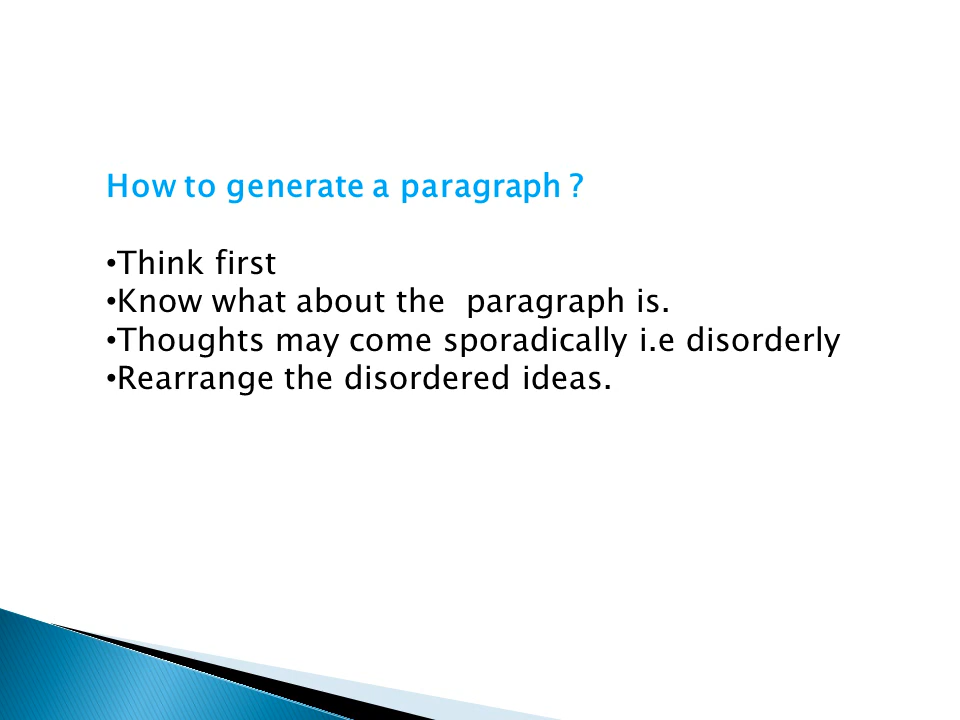 How to generate a paragraph ?
•Think first
•Know what about the  paragraph is.
•Thoughts may come sporadically i.e disorderly
•Rearrange the disordered ideas.